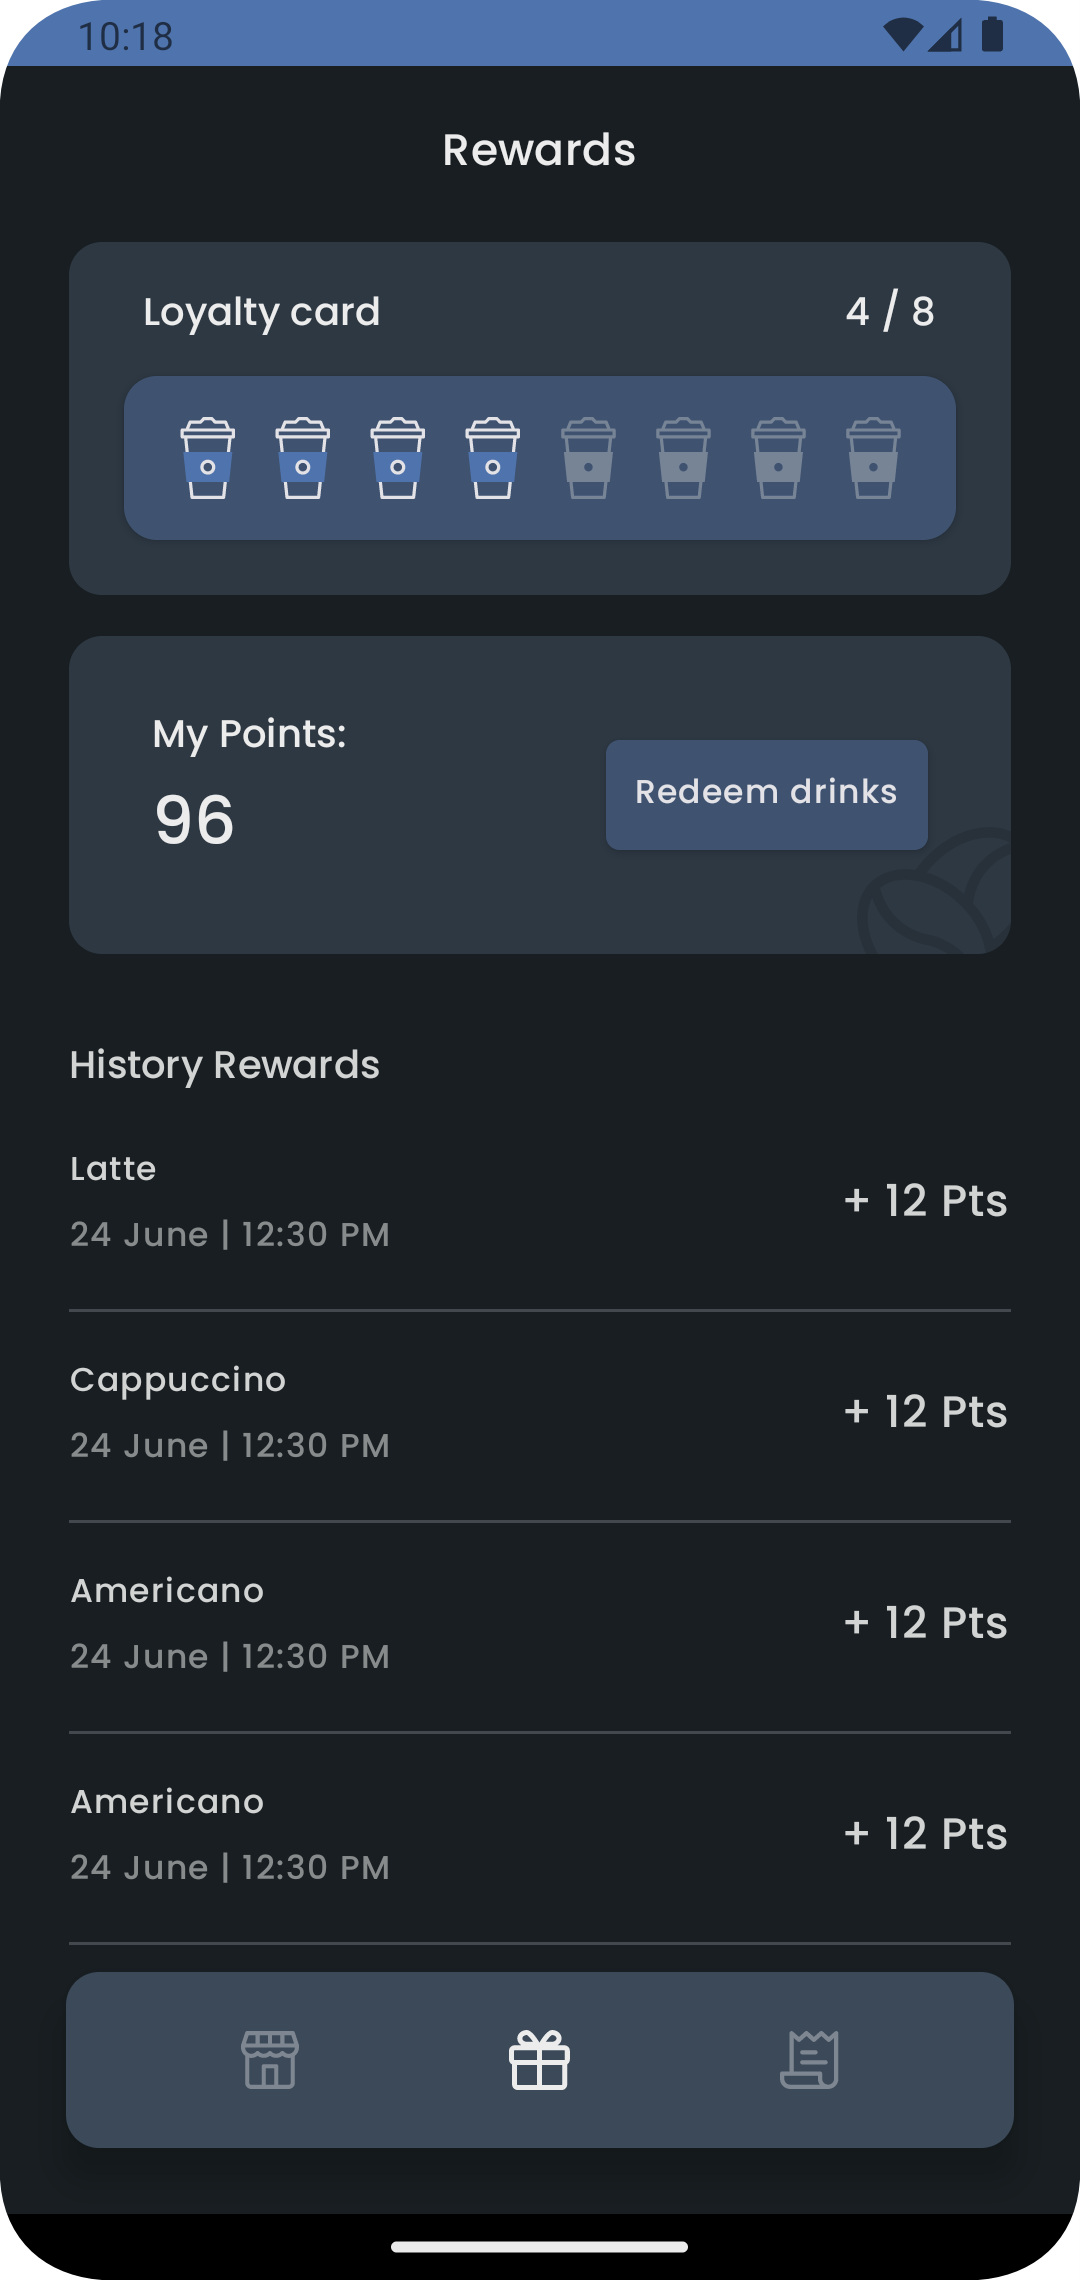 10:18
Rewards
Loyalty card
4 / 8
My Points:
96
Redeem drinks
History Rewards
Latte
24 June | 12:30 PM
+ 12 Pts
Cappuccino
24 June | 12:30 PM
+ 12 Pts
Americano
24 June | 12:30 PM
+ 12 Pts
Americano
24 June | 12:30 PM
+ 12 Pts